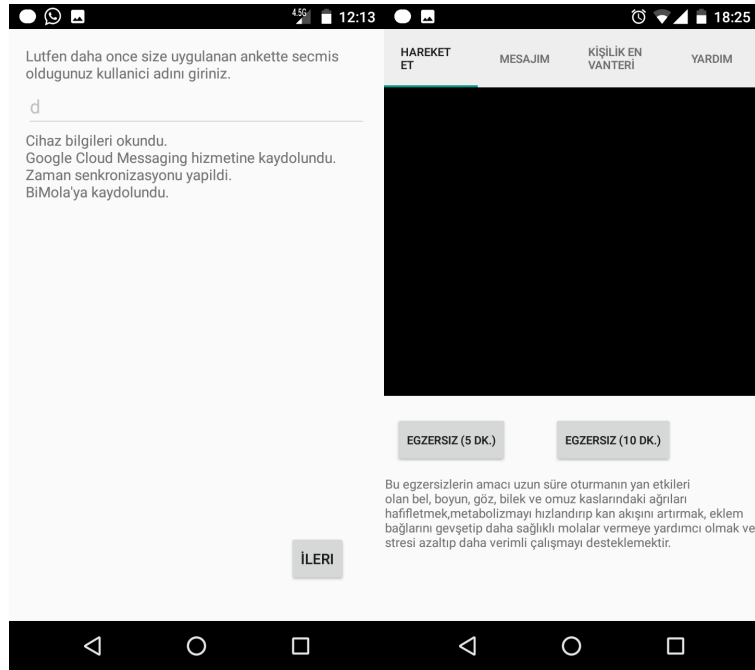 4.5G 12:13
Lutfen daha once size uygulanan ankette secmis
oldugunuz kullanici adını giriniz.
d
Cihaz bilgileri okundu.
Google Cloud Messaging hizmetine kaydolundu.
Zaman senkronizasyonu yapildi.
BiMola'ya kaydolundu.
İLERI
18:25
HAREKET
ET
MESAJIM
KİŞİLİK EN
VANTERİ
YARDIM
EGZERSIZ (5 DK.)
EGZERSIZ (10 DK.)
Bu egzersizlerin amacı uzun süre oturmanın yan etkileri
olan bel, boyun, göz, bilek ve omuz kaslarındaki ağrıları
hafifletmek,metabolizmayı hızlandırıp kan akışını artırmak, eklem
bağlarını gevşetip daha sağlıklı molalar vermeye yardımcı olmak ve
stresi azaltıp daha verimli çalışmayı desteklemektir.